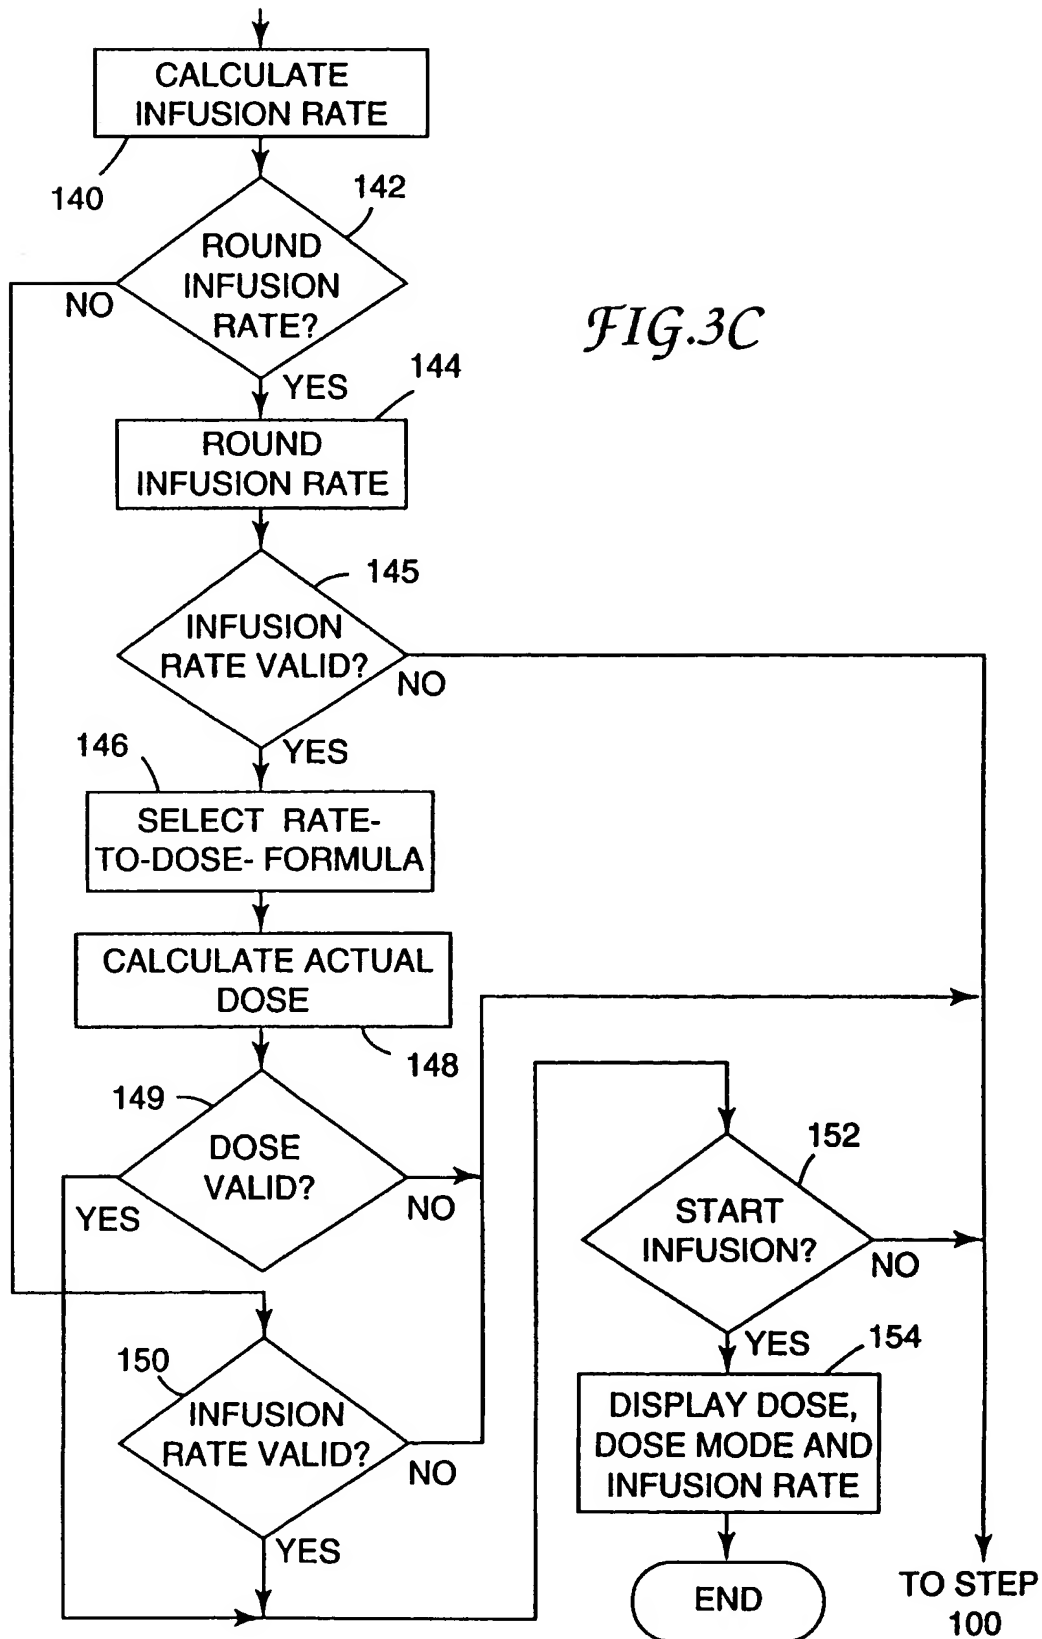 CALCULATE
INFUSION RATE
140
142
ROUND
INFUSION
RATE?
NO
FIG.3C
YES
144
ROUND
INFUSION RATE
145
INFUSION
RATE VALID?
NO
YES
146
SELECT RATE-
TO-DOSE- FORMULA
CALCULATE ACTUAL
DOSE
148
149
DOSE
VALID?
YES
NO
150
INFUSION
RATE VALID?
NO
YES
152
START
INFUSION?
NO
YES
154
DISPLAY DOSE,
DOSE MODE AND
INFUSION RATE
END
TO STEP
100